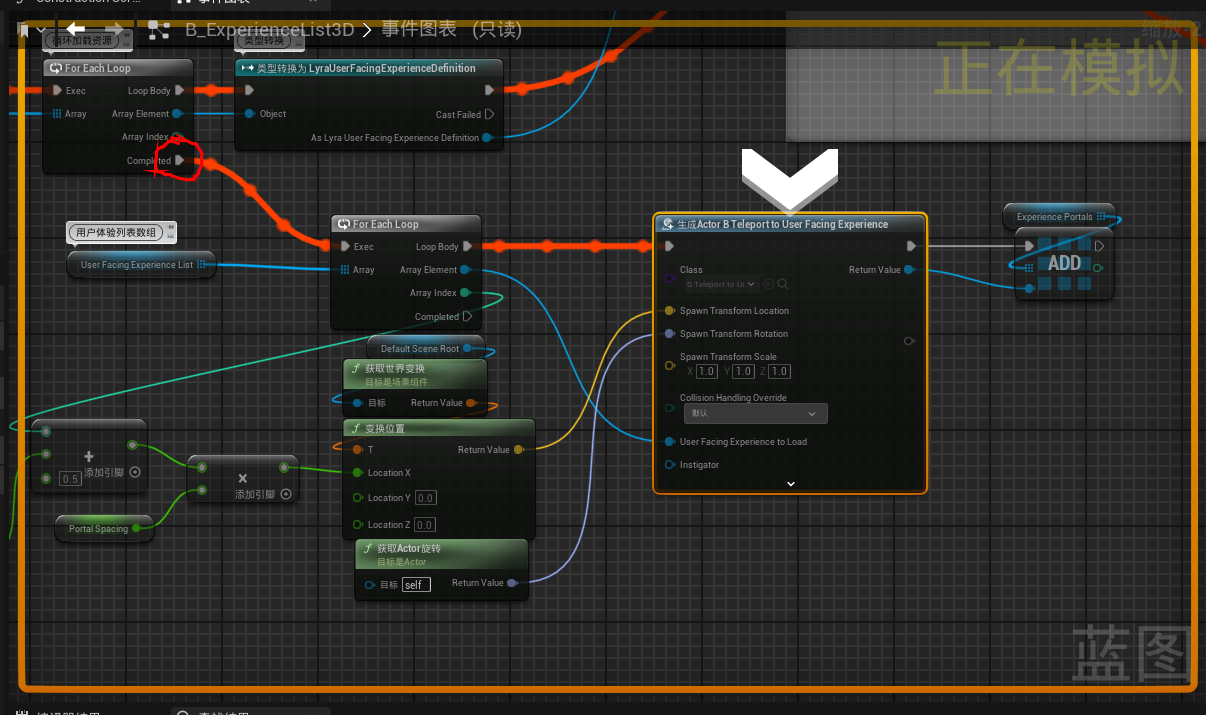 B_ExperienceList3D > 事件图表 (只读)
缩放-2
正在模拟
循环加载资源
类型转换
For Each Loop
Exec
Loop Body
Array
Array Element
Array Index
Completed
类型转换为 LyraUserFacingExperienceDefinition
Object
Cast Failed
As Lyra User Facing Experience Definition
用户体验列表数组
User Facing Experience List
For Each Loop
Exec
Loop Body
Array
Array Element
Array Index
Completed
生成Actor B Teleport to User Facing Experience
Class
Return Value
B Teleport to Us
Spawn Transform Location
Spawn Transform Rotation
Spawn Transform Scale
X 1.0 Y 1.0 Z 1.0
Collision Handling Override
默认
User Facing Experience to Load
Instigator
Experience Portals
ADD
Default Scene Root
获取世界变换
目标是场景组件
目标
Return Value
变换位置
T
Return Value
Location X
Location Y 0.0
Location Z 0.0
0.5
添加引脚
添加引脚
Portal Spacing
获取Actor旋转
目标是Actor
目标 self
Return Value
蓝图